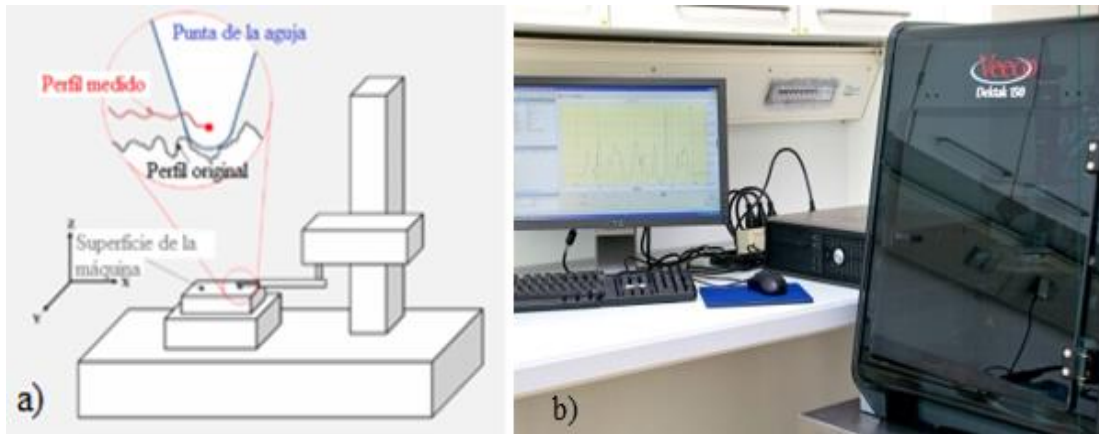 Punta de la aguja
Perfil medido
Perfil original
Superficie de la
máquina
Z
X
Y
a)
Veeco
Dektak 150
b)